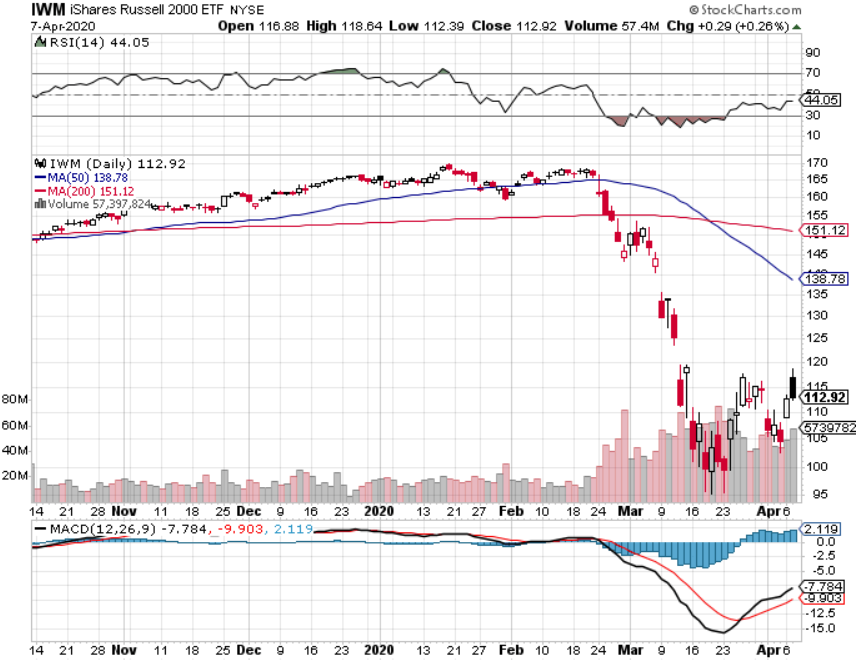 IWM iShares Russell 2000 ETF NYSE © StockCharts.com
7-Apr-2020 Open 116.88 High 118.64 Low 112.39 Close 112.92 Volume 57.4M Chg +0.29 (+0.26%)
RSI(14) 44.05
90
70
50
44.05
30
10
IWM (Daily) 112.92
MA(50) 138.78
MA(200) 151.12
Volume 57,397,824
170
165
160
155
151.12
145
140
138.78
135
130
125
120
115
112.92
110
5739782
105
100
95
80M
60M
40M
20M
14 21 28 Nov 11 18 25 Dec 9 16 23 2020 13 21 27 Feb 10 18 24 Mar 9 16 23 Apr 6
MACD(12,26,9) -7.784, -9.903, 2.119
2.119
0.0
-2.5
-5.0
-7.784
-9.903
-12.5
-15.0
14 21 28 Nov 11 18 25 Dec 9 16 23 2020 13 21 27 Feb 10 18 24 Mar 9 16 23 Apr 6